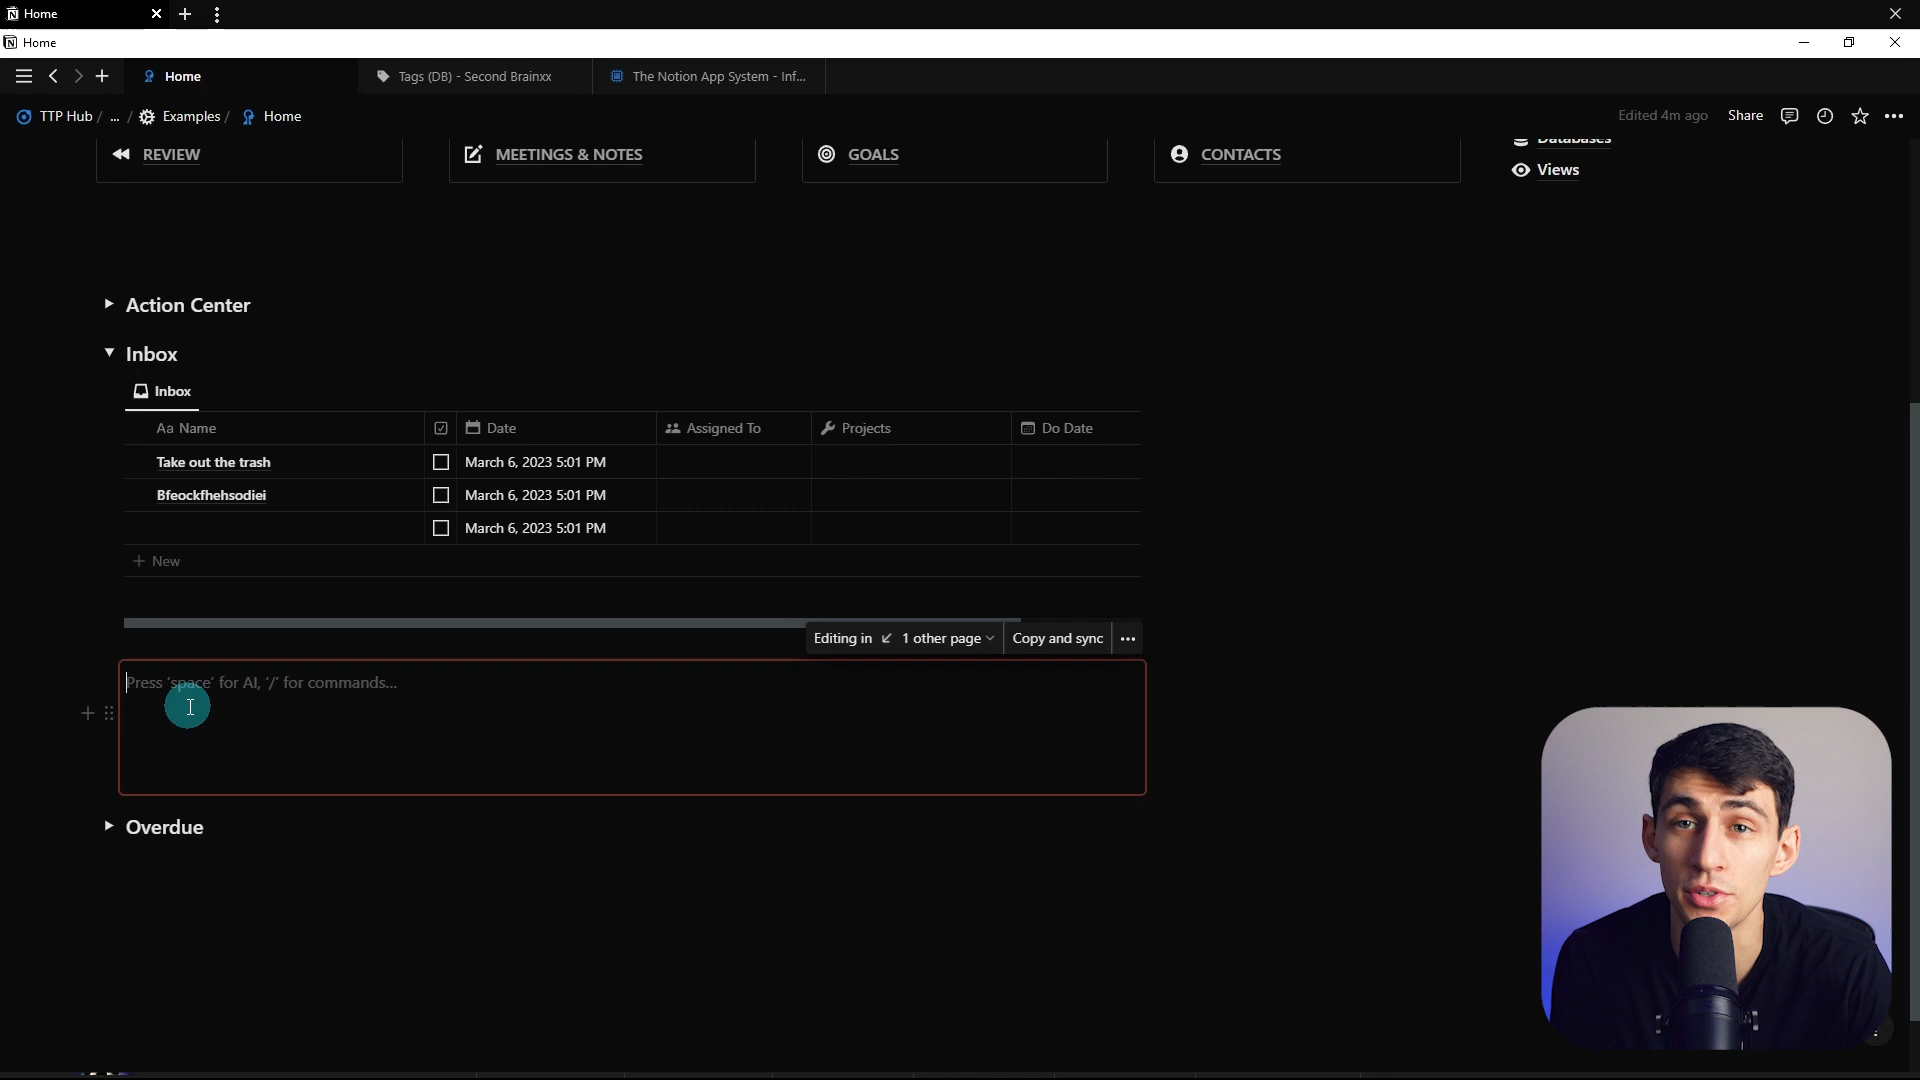 Home
Home
Home
Tags (DB) - Second Brainxx
The Notion App System - Inf...
TTP Hub / ... / Examples / Home
Edited 4m ago
Share
REVIEW
MEETINGS & NOTES
GOALS
CONTACTS
Databases
Views
Action Center
Inbox
Inbox
Aa Name
Date
Assigned To
Projects
Do Date
Take out the trash
March 6, 2023 5:01 PM
Bfeockfhehsodiei
March 6, 2023 5:01 PM
March 6, 2023 5:01 PM
+ New
Editing in ↙ 1 other page
Copy and sync
Press 'space' for AI, '/' for commands...
Overdue